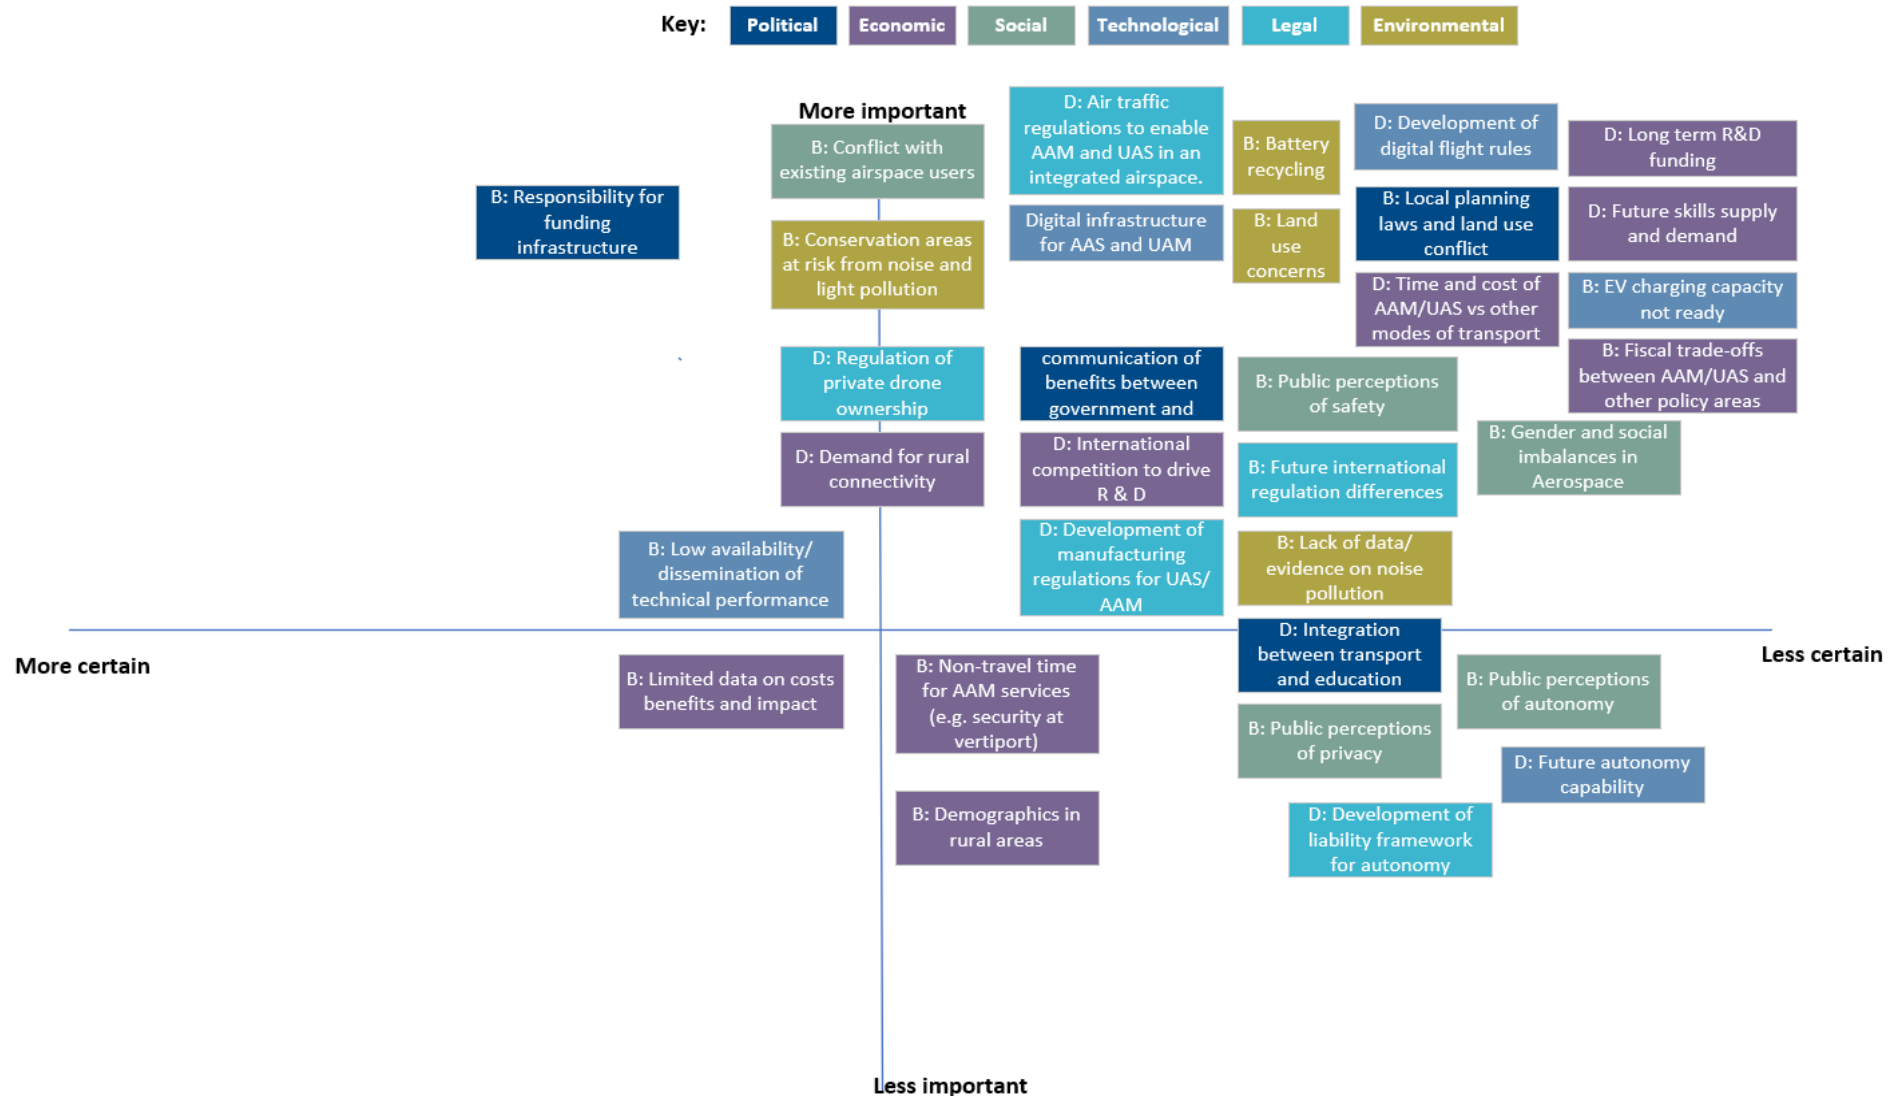 Key:
Political
Economic
Social
Technological
Legal
Environmental
More important
B: Conflict with
existing airspace users
B: Responsibility for
funding
infrastructure
B: Conservation areas
at risk from noise and
light pollution
D: Air traffic
regulations to enable
AAM and UAS in an
integrated airspace.
Digital infrastructure
for AAS and UAM
B: Battery
recycling
B: Land
use
concerns
D: Development of
digital flight rules
B: Local planning
laws and land use
conflict
D: Time and cost of
AAM/UAS vs other
modes of transport
D: Long term R&D
funding
D: Future skills supply
and demand
B: EV charging capacity
not ready
B: Fiscal trade-offs
between AAM/UAS and
other policy areas
D: Regulation of
private drone
ownership
D: Demand for rural
connectivity
communication of
benefits between
government and
D: International
competition to drive
R & D
D: Development of
manufacturing
regulations for UAS/
AAM
B: Public perceptions
of safety
B: Future international
regulation differences
B: Lack of data/
evidence on noise
pollution
B: Gender and social
imbalances in
Aerospace
B: Low availability/
dissemination of
technical performance
More certain
Less certain
B: Limited data on costs
benefits and impact
B: Non-travel time
for AAM services
(e.g. security at
vertiport)
B: Demographics in
rural areas
D: Integration
between transport
and education
B: Public perceptions
of privacy
B: Public perceptions
of autonomy
D: Future autonomy
capability
D: Development of
liability framework
for autonomy
Less important